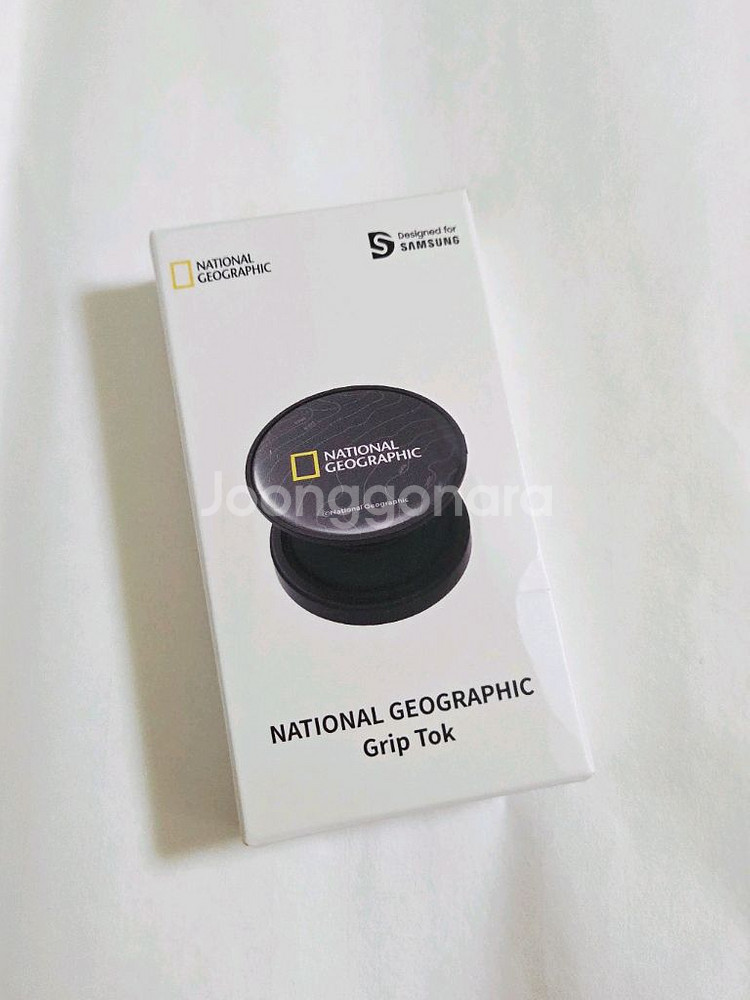 NATIONAL
GEOGRAPHIC
Designed for
SAMSUNG
NATIONAL
GEOGRAPHIC
©National Geographic
Joonggonara
NATIONAL GEOGRAPHIC
Grip Tok